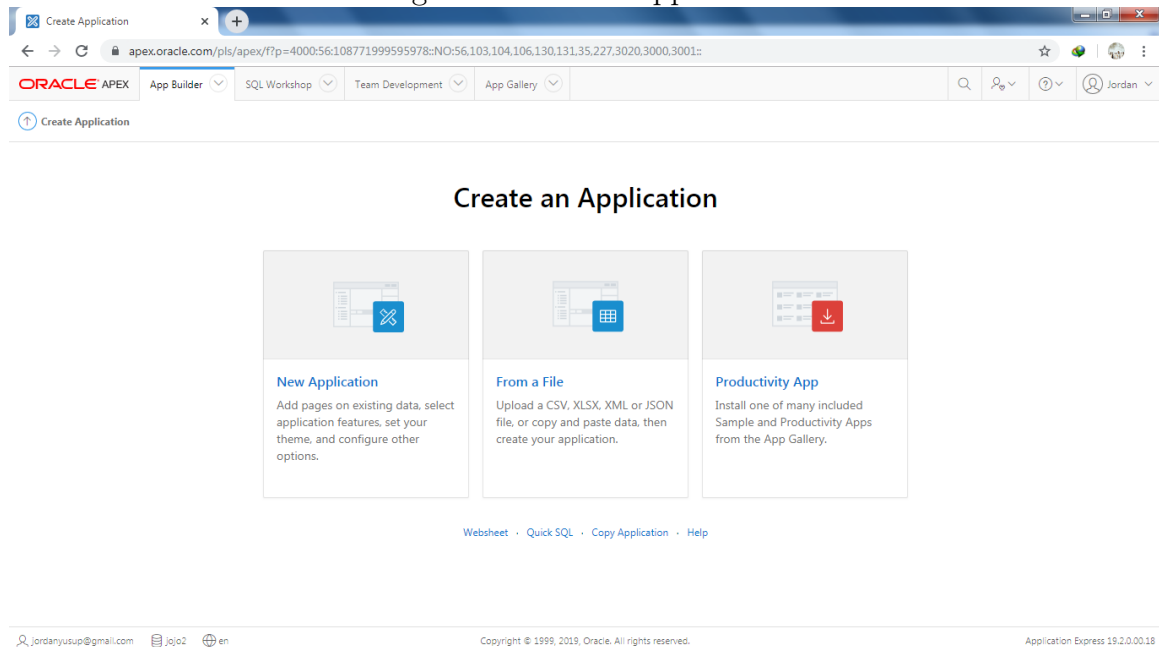 Create Application
apex.oracle.com/pls/apex/f?p=4000:56:108771999595978::NO:56,103,104,106,130,131,35,227,3020,3000,3001::
ORACLE APEX App Builder SQL Workshop Team Development App Gallery Jordan
Create Application
Create an Application
New Application
Add pages on existing data, select
application features, set your
theme, and configure other
options.
From a File
Upload a CSV, XLSX, XML or JSON
file, or copy and paste data, then
create your application.
Productivity App
Install one of many included
Sample and Productivity Apps
from the App Gallery.
Websheet · Quick SQL · Copy Application · Help
jordanyusup@gmail.com jojo2 en Copyright © 1999, 2019, Oracle. All rights reserved. Application Express 19.2.0.00.18